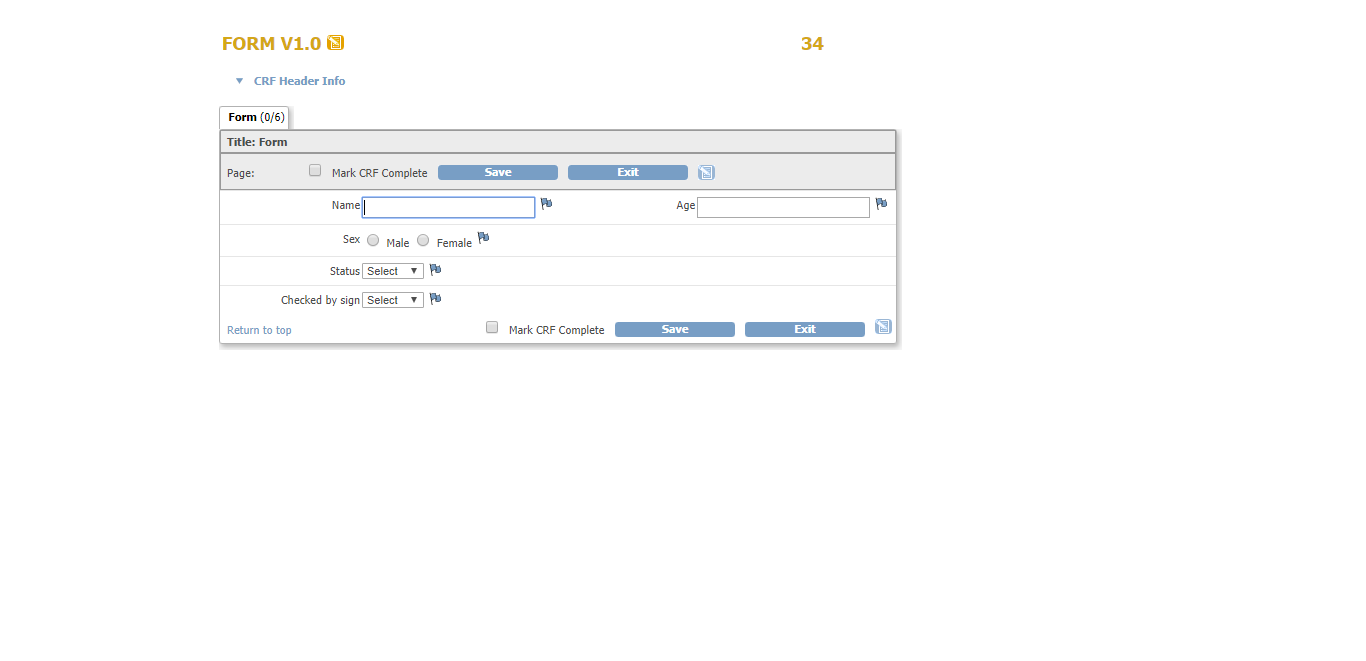 FORM V1.0 34
CRF Header Info
Form (0/6)
Title: Form
Page: Mark CRF Complete Save Exit
Name Age
Sex Male Female
Status Select
Checked by sign Select
Return to top Mark CRF Complete Save Exit